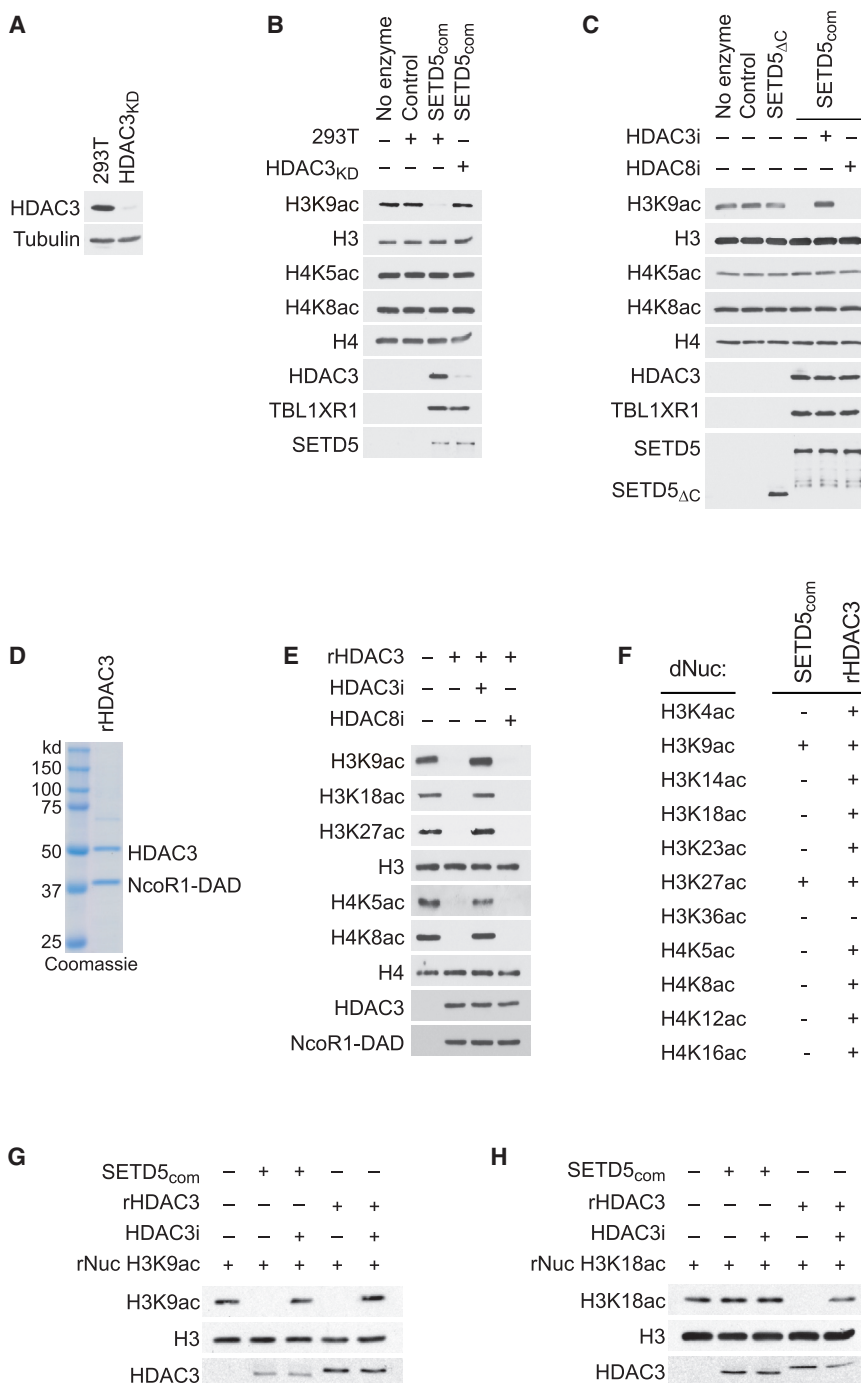 A
293T
HDAC3KD
HDAC3
Tubulin
B
No enzyme
Control
SETD5com
SETD5com
293T – + + –
HDAC3KD – – – +
H3K9ac
H3
H4K5ac
H4K8ac
H4
HDAC3
TBL1XR1
SETD5
C
No enzyme
Control
SETD5ΔC
SETD5com
HDAC3i – – – – + –
HDAC8i – – – – – +
H3K9ac
H3
H4K5ac
H4K8ac
H4
HDAC3
TBL1XR1
SETD5
SETD5ΔC
D
rHDAC3
kd
150
100
75
50
37
25
HDAC3
NcoR1-DAD
Coomassie
E
rHDAC3 – + + +
HDAC3i – – + –
HDAC8i – – – +
H3K9ac
H3K18ac
H3K27ac
H3
H4K5ac
H4K8ac
H4
HDAC3
NcoR1-DAD
F
dNuc: SETD5com rHDAC3
H3K4ac - +
H3K9ac + +
H3K14ac - +
H3K18ac - +
H3K23ac - +
H3K27ac + +
H3K36ac - -
H4K5ac - +
H4K8ac - +
H4K12ac - +
H4K16ac - +
G
SETD5com – + + – –
rHDAC3 – – – + +
HDAC3i – – + – +
rNuc H3K9ac + + + + +
H3K9ac
H3
HDAC3
H
SETD5com – + + – –
rHDAC3 – – – + +
HDAC3i – – + – +
rNuc H3K18ac + + + + +
H3K18ac
H3
HDAC3